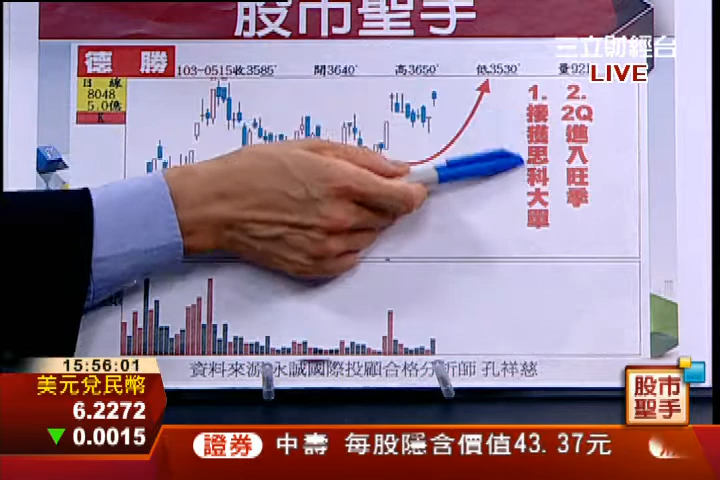 股市聖手
三立財經台
LIVE
德勝
103-0515收3585 開3640 高3650 低3530 量921
日線
8048
5.0倍
K
1.接獲思科大單
2.2Q進入旺季
資料來源 永誠國際投顧合格分析師 孔祥慈
15:56:01
美元兌民幣
6.2272
▼0.0015
股市
聖手
證券 中壽 每股隱含價值43.37元